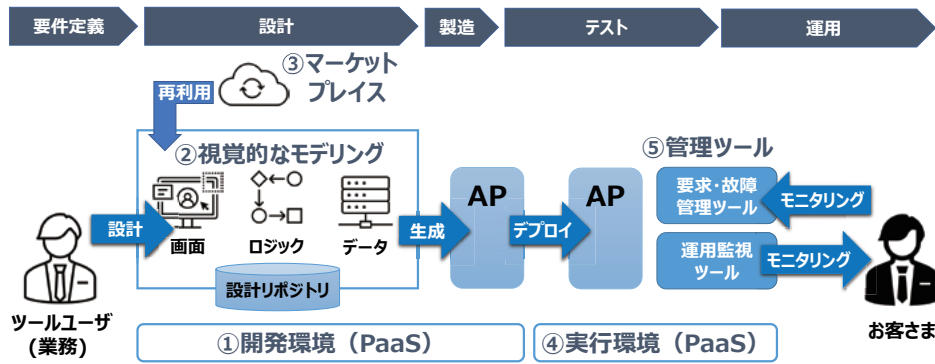 要件定義
設計
製造
テスト
運用
③マーケット
プレイス
再利用
②視覚的なモデリング
⑤管理ツール
画面
ロジック
データ
設計
生成
AP
デプロイ
AP
要求・故障
管理ツール
モニタリング
運用監視
ツール
モニタリング
設計リポジトリ
ツールユーザ
(業務)
お客さま
①開発環境（PaaS）
④実行環境（PaaS）